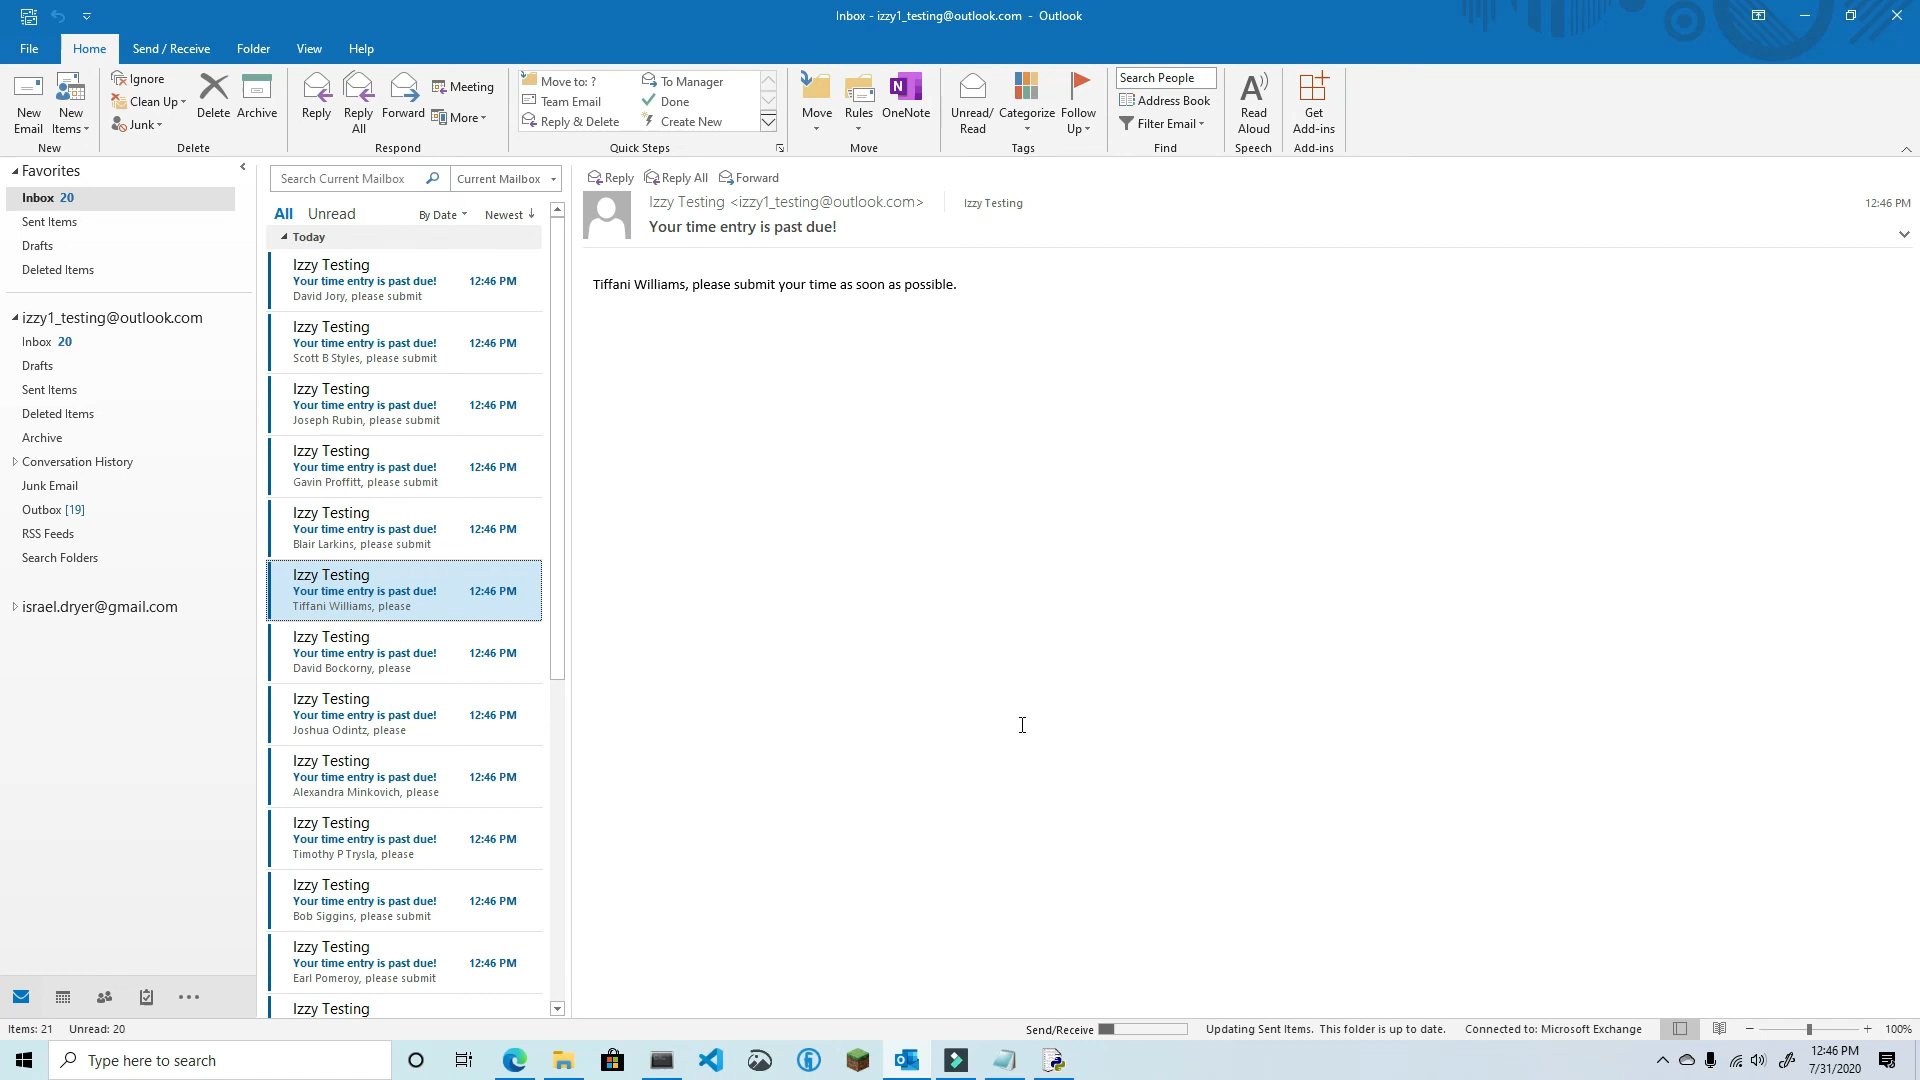 Inbox - izzy1_testing@outlook.com - Outlook
File Home Send / Receive Folder View Help
New Email
New Items
New
Ignore
Clean Up
Junk
Delete
Archive
Delete
Reply
Reply All
Forward
Meeting
More
Respond
Move to: ?
Team Email
Reply & Delete
To Manager
Done
Create New
Quick Steps
Move
Rules
OneNote
Move
Unread/ Read
Categorize
Follow Up
Tags
Search People
Address Book
Filter Email
Find
Read Aloud
Speech
Get Add-ins
Add-ins
Favorites
Inbox 20
Sent Items
Drafts
Deleted Items
izzy1_testing@outlook.com
Inbox 20
Drafts
Sent Items
Deleted Items
Archive
Conversation History
Junk Email
Outbox [19]
RSS Feeds
Search Folders
israel.dryer@gmail.com
Items: 21 Unread: 20
Search Current Mailbox
Current Mailbox
All Unread By Date Newest ↓
Today
Izzy Testing
Your time entry is past due! 12:46 PM
David Jory, please submit
Izzy Testing
Your time entry is past due! 12:46 PM
Scott B Styles, please submit
Izzy Testing
Your time entry is past due! 12:46 PM
Joseph Rubin, please submit
Izzy Testing
Your time entry is past due! 12:46 PM
Gavin Proffitt, please submit
Izzy Testing
Your time entry is past due! 12:46 PM
Blair Larkins, please submit
Izzy Testing
Your time entry is past due! 12:46 PM
Tiffani Williams, please
Izzy Testing
Your time entry is past due! 12:46 PM
David Bockorny, please
Izzy Testing
Your time entry is past due! 12:46 PM
Joshua Odintz, please
Izzy Testing
Your time entry is past due! 12:46 PM
Alexandra Minkovich, please
Izzy Testing
Your time entry is past due! 12:46 PM
Timothy P Trysla, please
Izzy Testing
Your time entry is past due! 12:46 PM
Bob Siggins, please submit
Izzy Testing
Your time entry is past due! 12:46 PM
Earl Pomeroy, please submit
Izzy Testing
Reply Reply All Forward
Izzy Testing <izzy1_testing@outlook.com> Izzy Testing 12:46 PM
Your time entry is past due!
Tiffani Williams, please submit your time as soon as possible.
Send/Receive Updating Sent Items. This folder is up to date. Connected to: Microsoft Exchange 100%
Type here to search
12:46 PM
7/31/2020